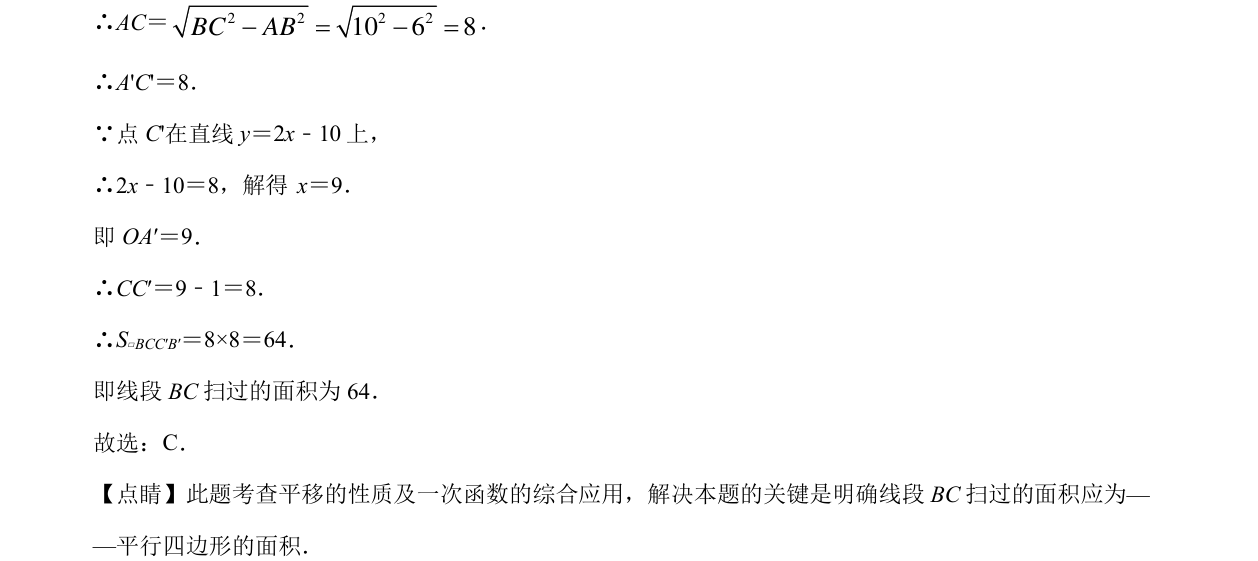 ∴AC＝√(BC²－AB²)＝√(10²－6²)＝8．
∴A'C'＝8．
∵点 C'在直线 y＝2x﹣10 上，
∴2x﹣10＝8，解得 x＝9．
即 OA′＝9．
∴CC′＝9﹣1＝8．
∴S▱BCC′B′＝8×8＝64．
即线段 BC 扫过的面积为 64．
故选：C．
【点睛】此题考查平移的性质及一次函数的综合应用，解决本题的关键是明确线段 BC 扫过的面积应为—
—平行四边形的面积．